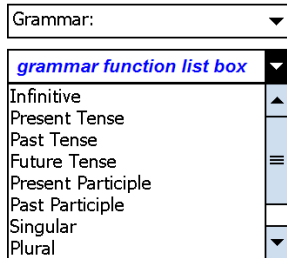 Grammar:
grammar function list box
Infinitive
Present Tense
Past Tense
Future Tense
Present Participle
Past Participle
Singular
Plural